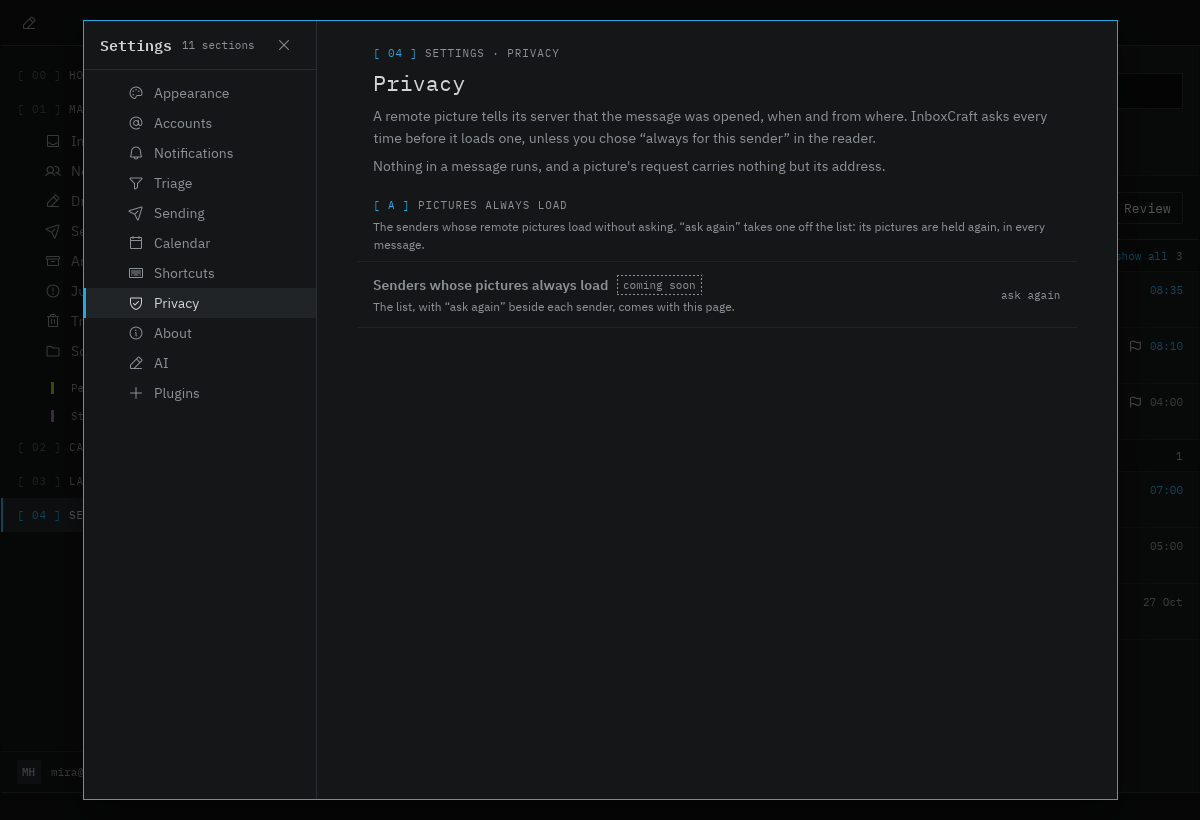 Settings 11 sections
Appearance
Accounts
Notifications
Triage
Sending
Calendar
Shortcuts
Privacy
About
AI
Plugins
[ 04 ] SETTINGS · PRIVACY
Privacy
A remote picture tells its server that the message was opened, when and from where. InboxCraft asks every
time before it loads one, unless you chose “always for this sender” in the reader.
Nothing in a message runs, and a picture's request carries nothing but its address.
[ A ] PICTURES ALWAYS LOAD
The senders whose remote pictures load without asking. “ask again” takes one off the list: its pictures are held again, in every
message.
Senders whose pictures always load coming soon
The list, with “ask again” beside each sender, comes with this page.
ask again
[ 00 ]
[ 01 ]
[ 02 ]
[ 03 ]
[ 04 ]
MH
Review
show all 3
08:35
08:10
04:00
1
07:00
05:00
27 Oct